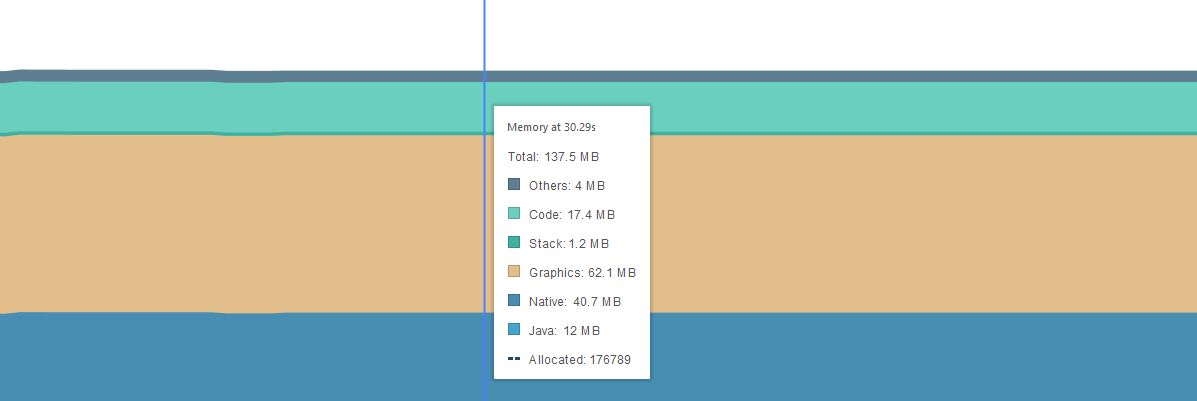 Memory at 30.29s
Total: 137.5 MB
Others: 4 MB
Code: 17.4 MB
Stack: 1.2 MB
Graphics: 62.1 MB
Native: 40.7 MB
Java: 12 MB
Allocated: 176789